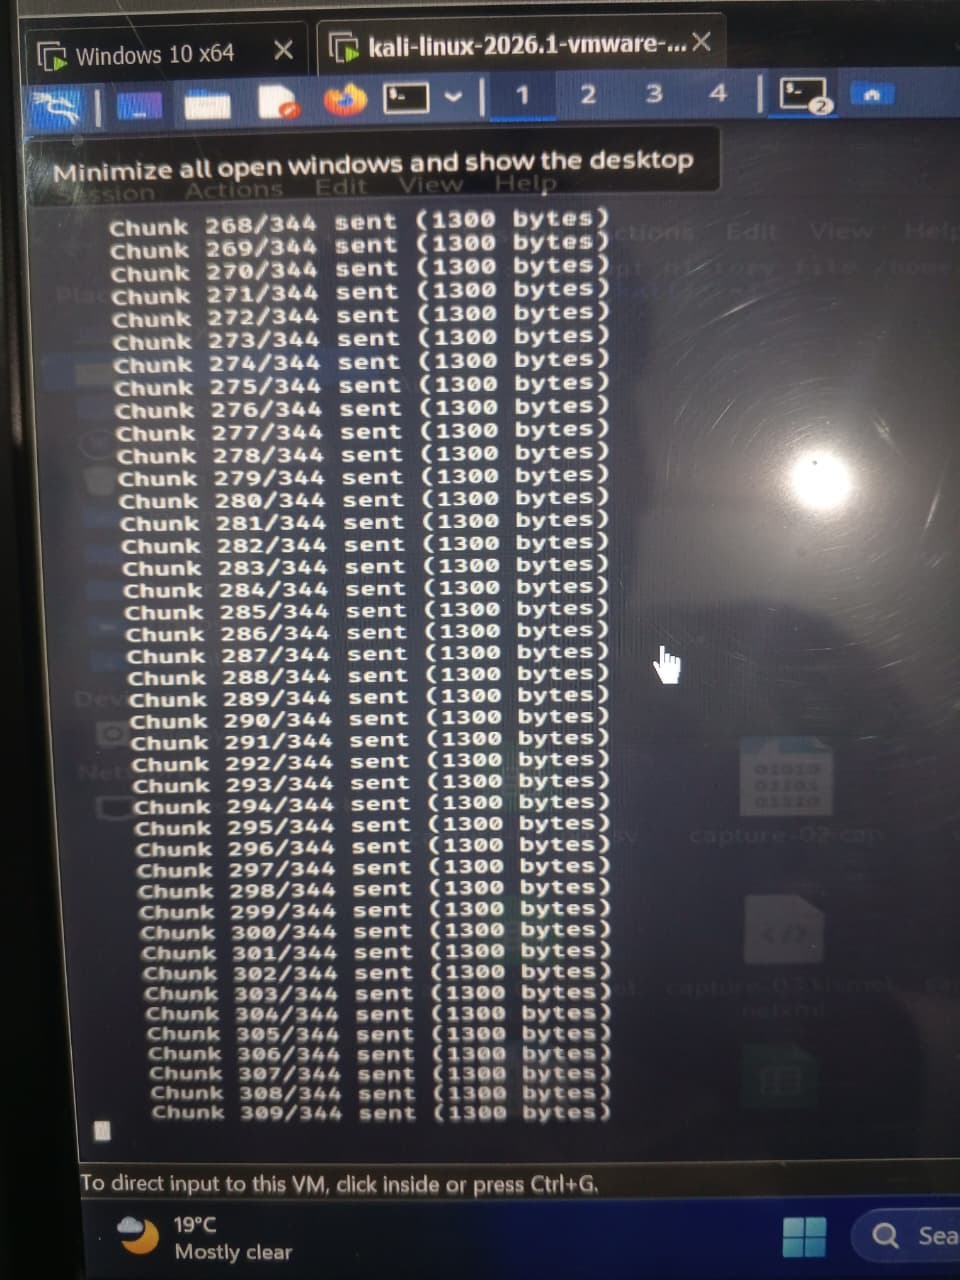 Windows 10 x64
kali-linux-2026.1-vmware-...
1 2 3 4
2
Minimize all open windows and show the desktop
Session Actions Edit View Help
Edit View Help
Chunk 268/344 sent (1300 bytes)
Chunk 269/344 sent (1300 bytes)
Chunk 270/344 sent (1300 bytes)
Chunk 271/344 sent (1300 bytes)
Chunk 272/344 sent (1300 bytes)
Chunk 273/344 sent (1300 bytes)
Chunk 274/344 sent (1300 bytes)
Chunk 275/344 sent (1300 bytes)
Chunk 276/344 sent (1300 bytes)
Chunk 277/344 sent (1300 bytes)
Chunk 278/344 sent (1300 bytes)
Chunk 279/344 sent (1300 bytes)
Chunk 280/344 sent (1300 bytes)
Chunk 281/344 sent (1300 bytes)
Chunk 282/344 sent (1300 bytes)
Chunk 283/344 sent (1300 bytes)
Chunk 284/344 sent (1300 bytes)
Chunk 285/344 sent (1300 bytes)
Chunk 286/344 sent (1300 bytes)
Chunk 287/344 sent (1300 bytes)
Chunk 288/344 sent (1300 bytes)
Chunk 289/344 sent (1300 bytes)
Chunk 290/344 sent (1300 bytes)
Chunk 291/344 sent (1300 bytes)
Chunk 292/344 sent (1300 bytes)
Chunk 293/344 sent (1300 bytes)
Chunk 294/344 sent (1300 bytes)
Chunk 295/344 sent (1300 bytes)
Chunk 296/344 sent (1300 bytes)
Chunk 297/344 sent (1300 bytes)
Chunk 298/344 sent (1300 bytes)
Chunk 299/344 sent (1300 bytes)
Chunk 300/344 sent (1300 bytes)
Chunk 301/344 sent (1300 bytes)
Chunk 302/344 sent (1300 bytes)
Chunk 303/344 sent (1300 bytes)
Chunk 304/344 sent (1300 bytes)
Chunk 305/344 sent (1300 bytes)
Chunk 306/344 sent (1300 bytes)
Chunk 307/344 sent (1300 bytes)
Chunk 308/344 sent (1300 bytes)
Chunk 309/344 sent (1300 bytes)
To direct input to this VM, click inside or press Ctrl+G.
19°C
Mostly clear
Sea